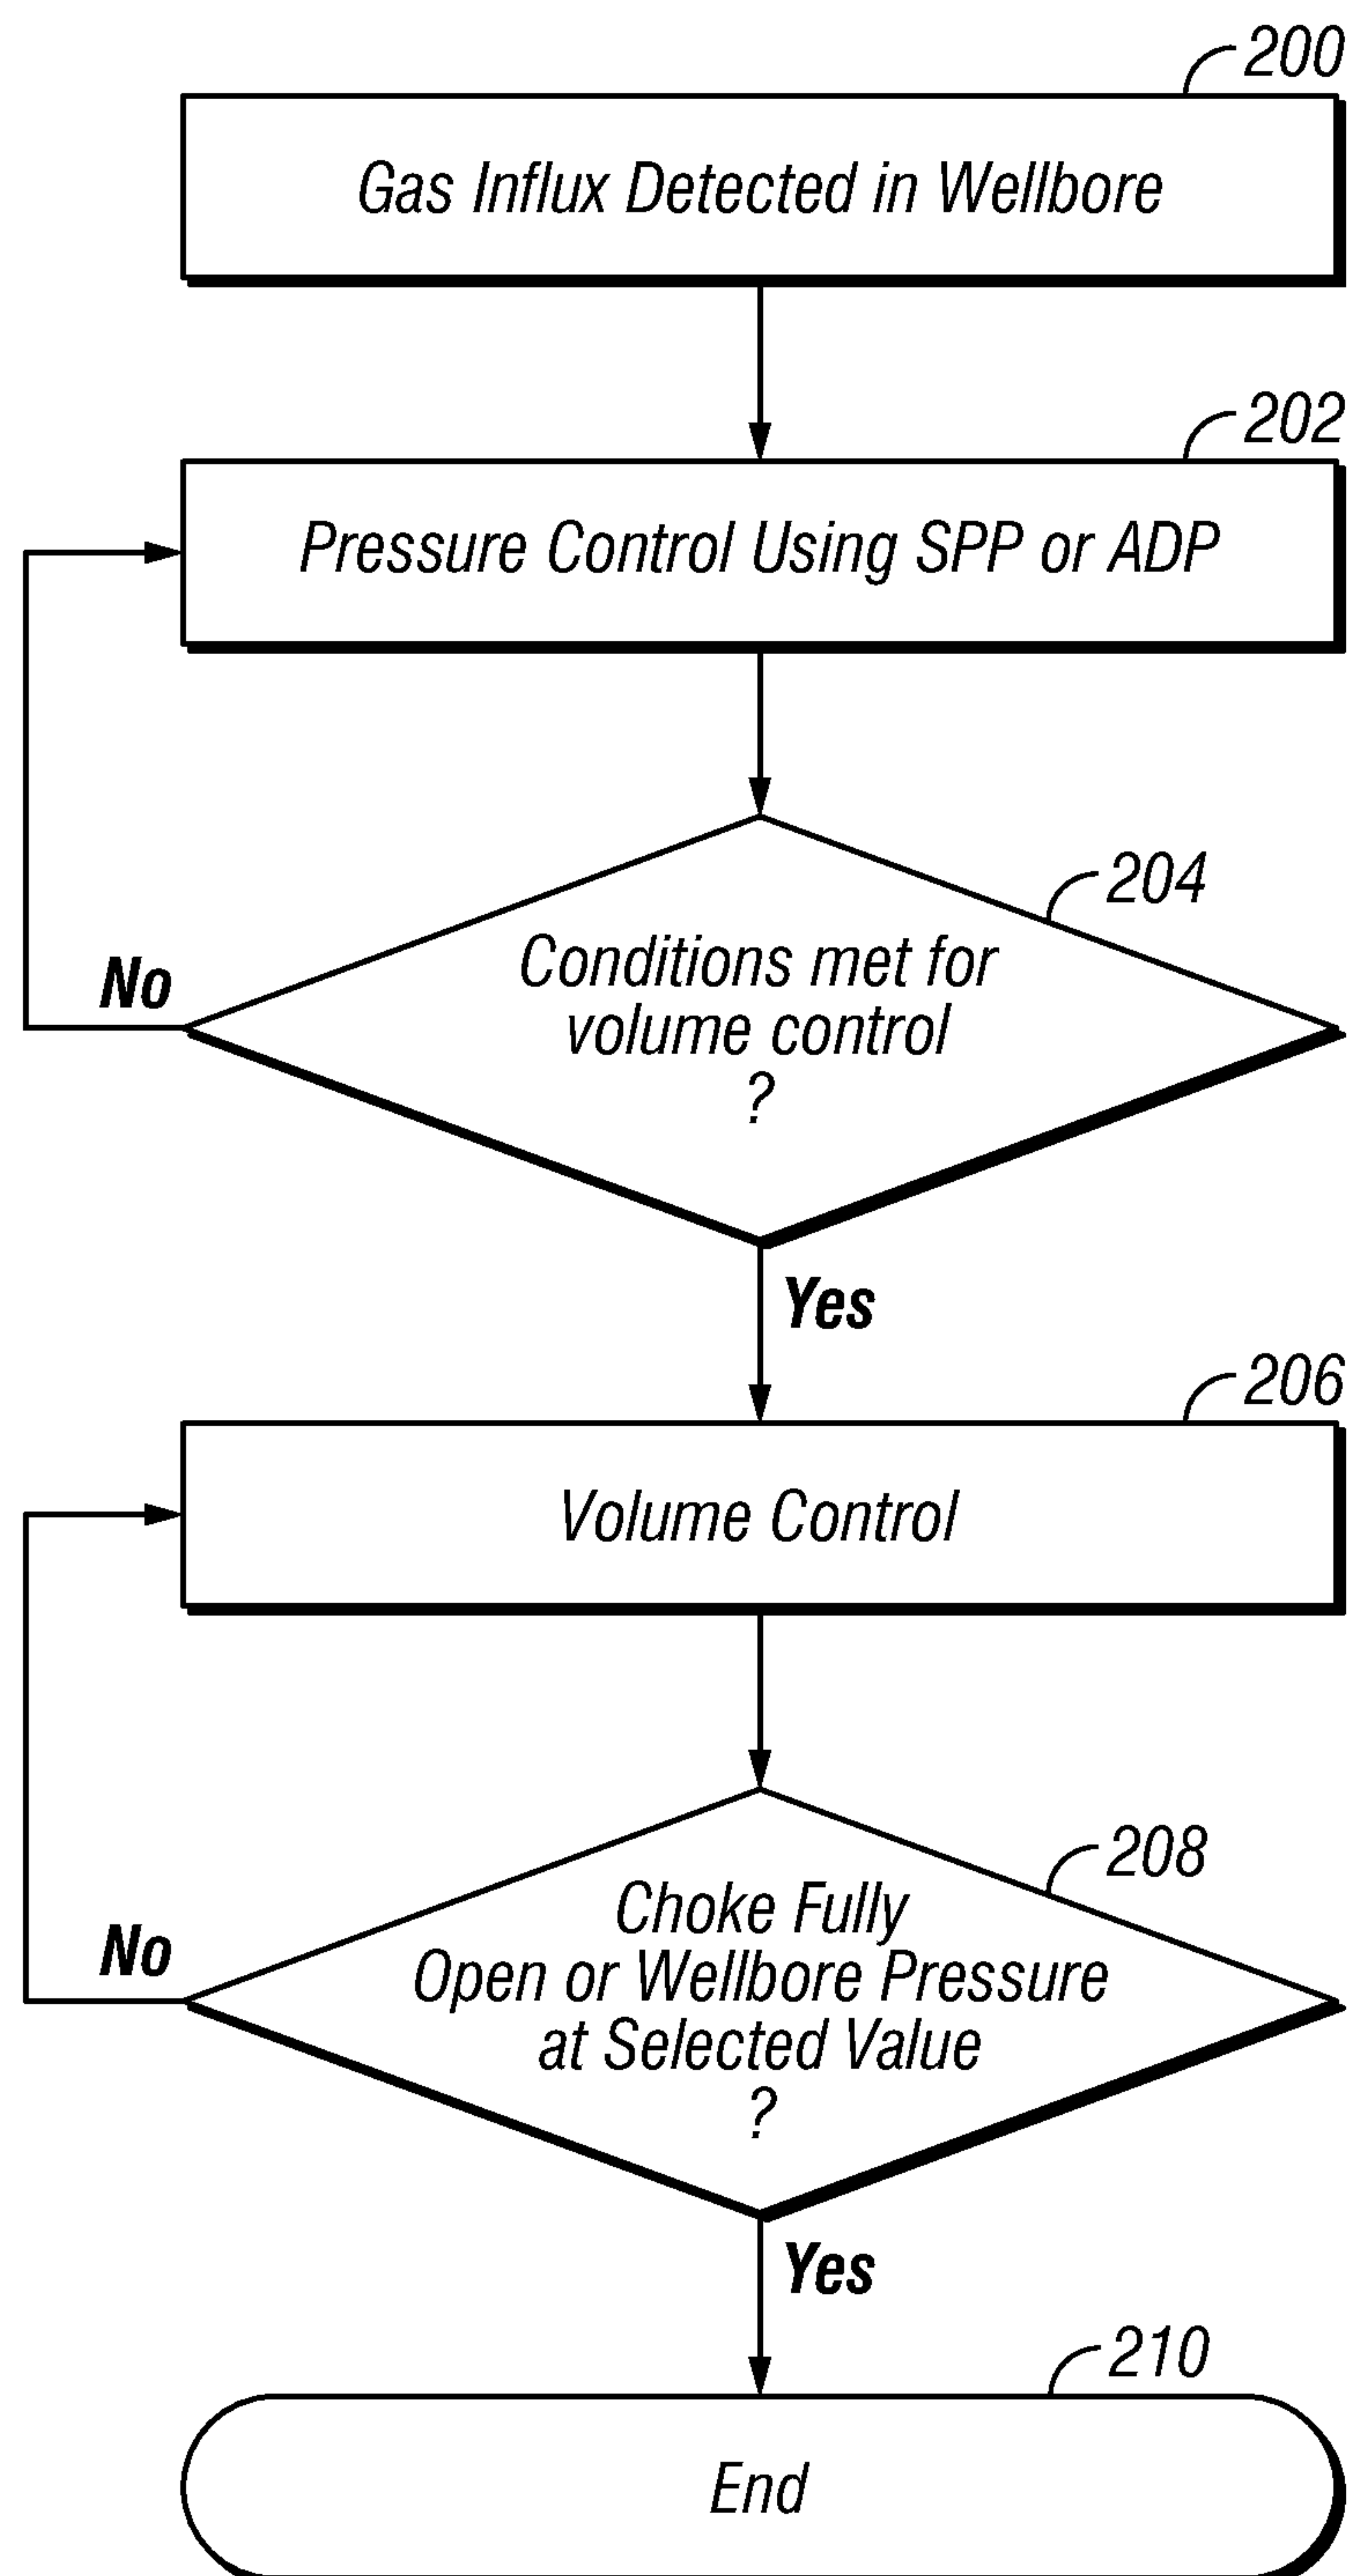 200
Gas Influx Detected in Wellbore
202
Pressure Control Using SPP or ADP
204
Conditions met for
volume control
?
No
Yes
206
Volume Control
208
Choke Fully
Open or Wellbore Pressure
at Selected Value
?
No
Yes
210
End